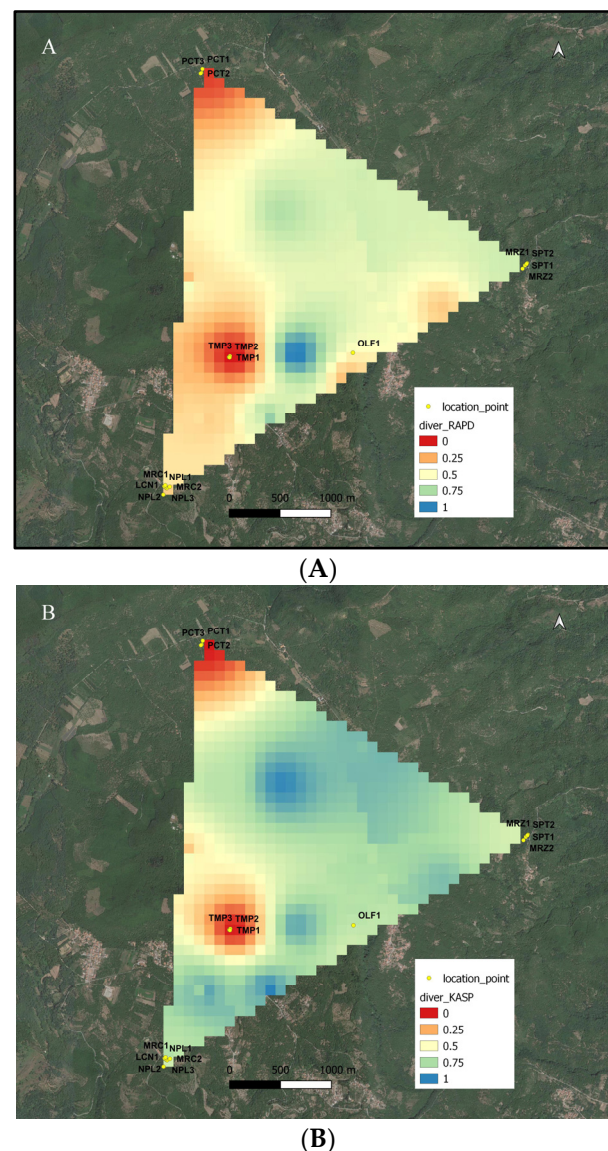 A
PCT3 PCT1
PCT2
MRZ1 SPT2
SPT1
MRZ2
TMP3 TMP2
TMP1
OLF1
MRC1 NPL1
LCN1 MRC2
NPL2 NPL3
0 500 1000 m
location_point
diver_RAPD
0
0.25
0.5
0.75
1
(A)
B
PCT3 PCT1
PCT2
MRZ1 SPT2
SPT1
MRZ2
TMP3 TMP2
TMP1
OLF1
MRC1 NPL1
LCN1 MRC2
NPL2 NPL3
0 500 1000 m
location_point
diver_KASP
0
0.25
0.5
0.75
1
(B)